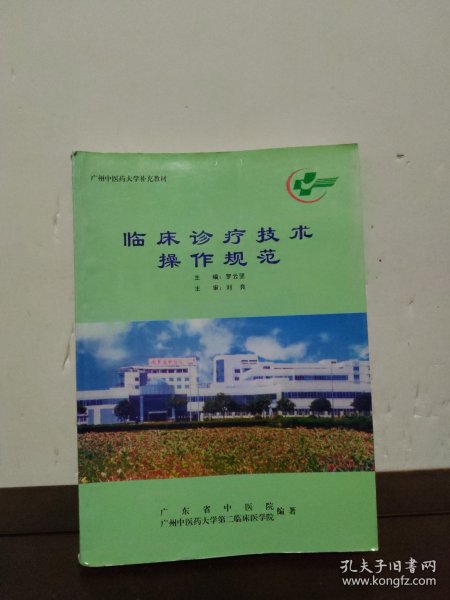 广州中医药大学补充教材
临床诊疗技术
操作规范
主 编：罗云坚
主 审：刘 良
广东省中医院
广州中医药大学第二临床医学院 编著
孔夫子旧书网
www.kongfz.com